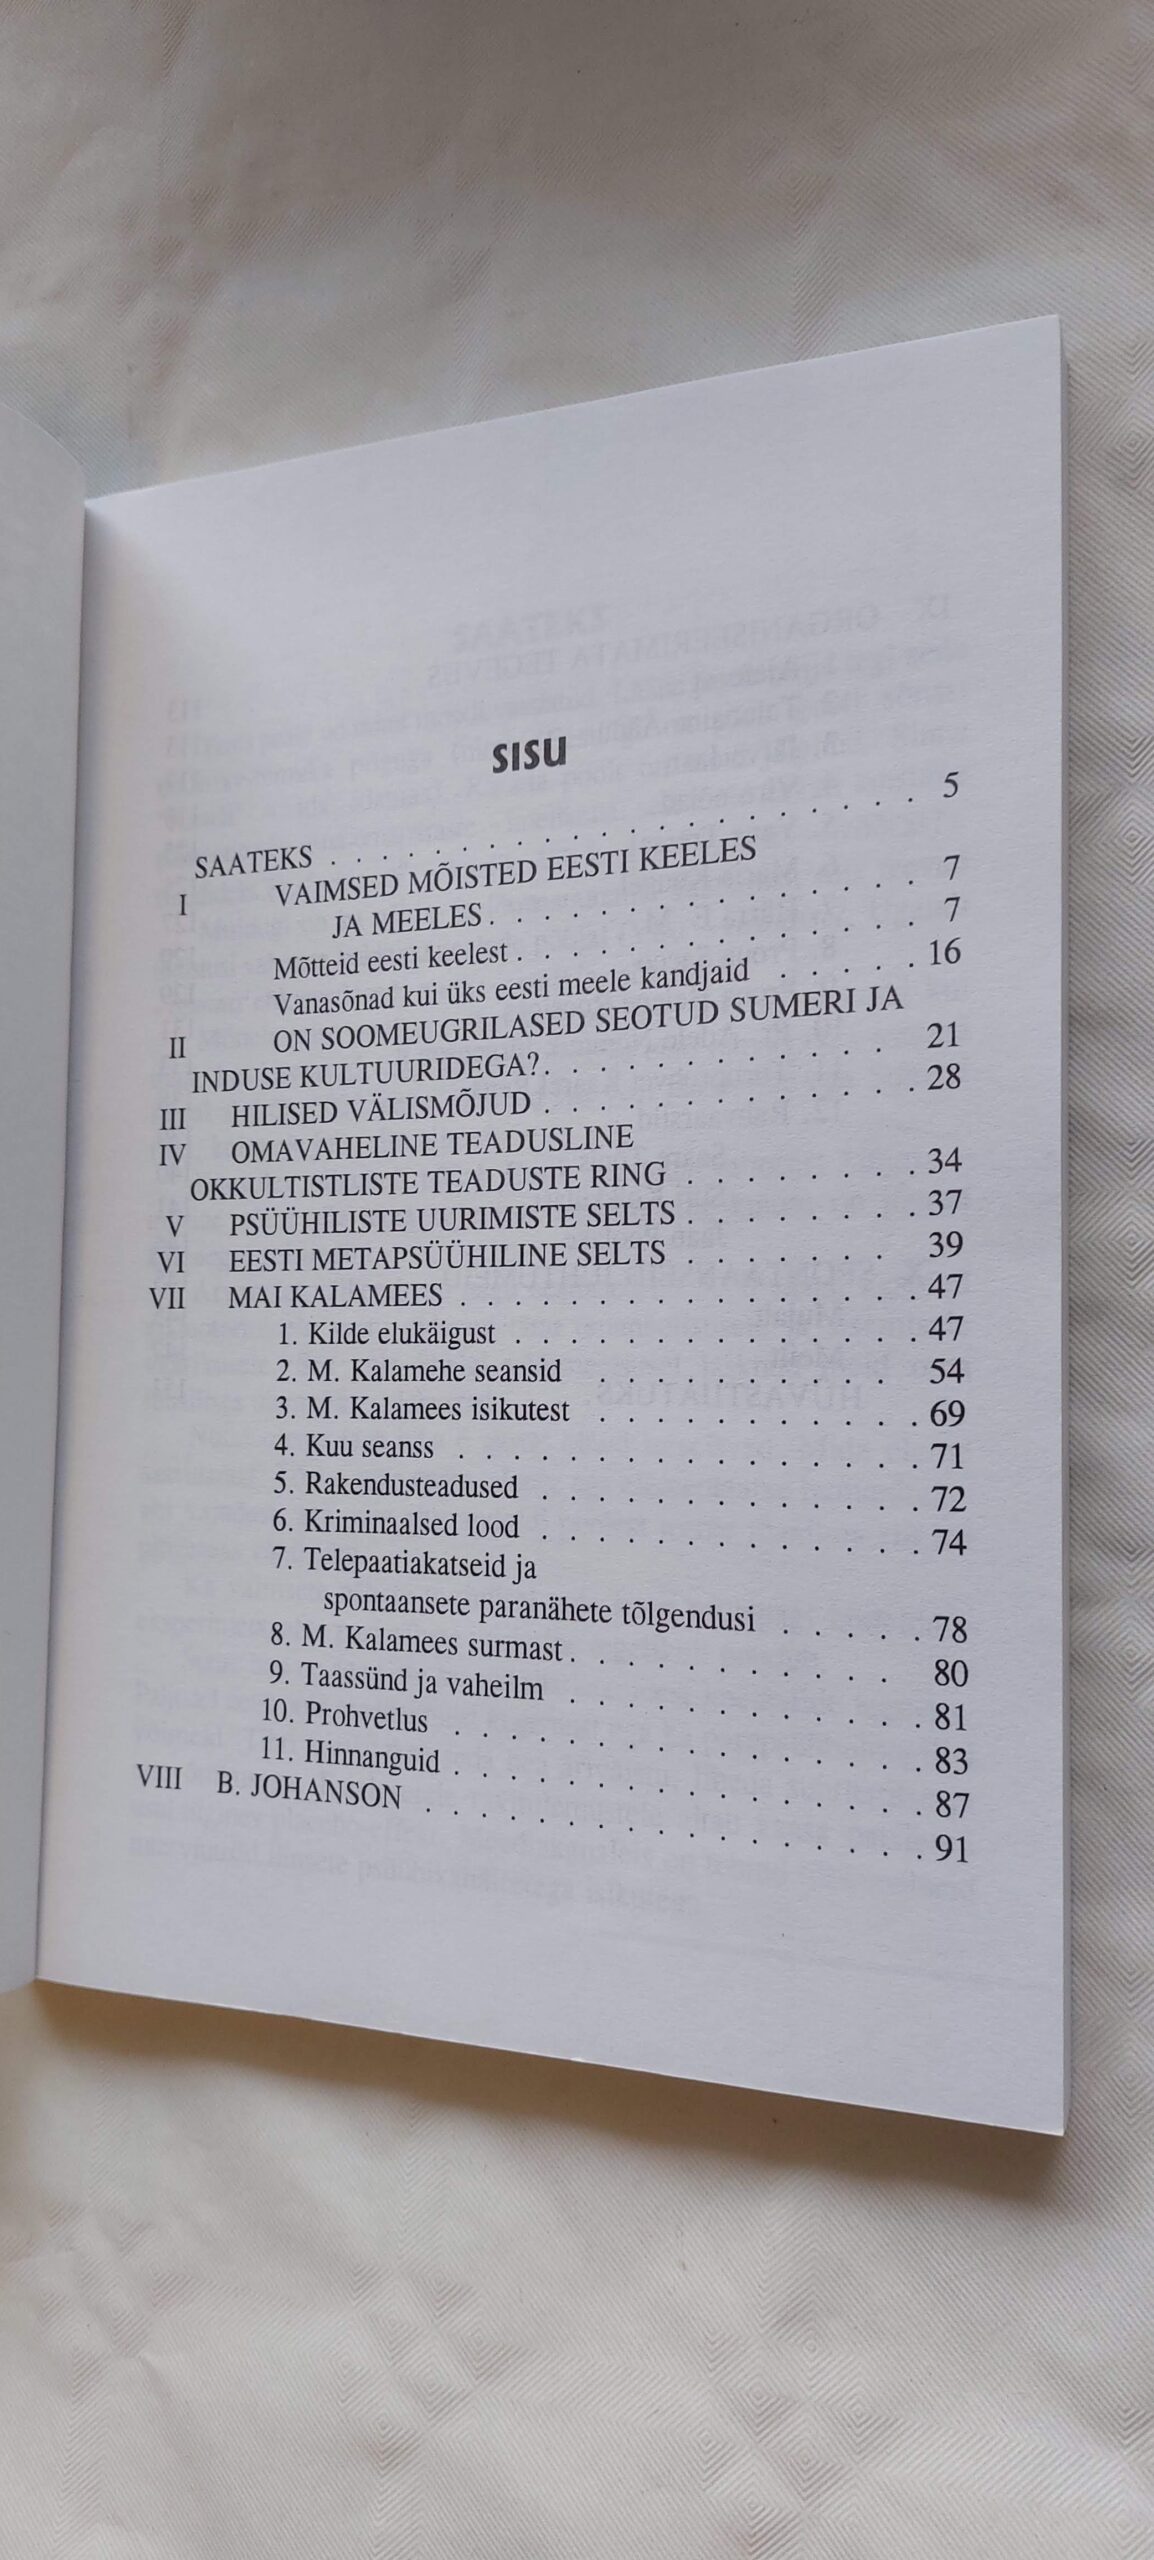 SISU
SAATEKS . . . . . . . . . . . . . . . . 5
I VAIMSED MÕISTED EESTI KEELES
JA MEELES . . . . . . . . . . . 7
Mõtteid eesti keelest . . . . . . . . . . 7
Vanasõnad kui üks eesti meele kandjaid . . . . 16
II ON SOOMEUGRILASED SEOTUD SUMERI JA
INDUSE KULTUURIDEGA? . . . . . . . . . 21
III HILISED VÄLISMÕJUD . . . . . . . . . . 28
IV OMAVAHELINE TEADUSLINE
OKKULTISTLISTE TEADUSTE RING . . . . . . 34
V PSÜÜHILISTE UURIMISTE SELTS . . . . . . 37
VI EESTI METAPSÜÜHILINE SELTS . . . . . . 39
VII MAI KALAMEES . . . . . . . . . . . 47
1. Kilde elukäigust . . . . . . . . . . 47
2. M. Kalamehe seansid . . . . . . . . 54
3. M. Kalamees isikutest . . . . . . . . 69
4. Kuu seanss . . . . . . . . . . . 71
5. Rakendusteadused . . . . . . . . . 72
6. Kriminaalsed lood . . . . . . . . . 74
7. Telepaatiakatseid ja
spontaansete paranähete tõlgendusi . . . . . 78
8. M. Kalamees surmast . . . . . . . . 80
9. Taassünd ja vaheilm . . . . . . . . . 81
10. Prohvetlus . . . . . . . . . . . 83
11. Hinnanguid . . . . . . . . . . . 87
VIII B. JOHANSON . . . . . . . . . . . . 91